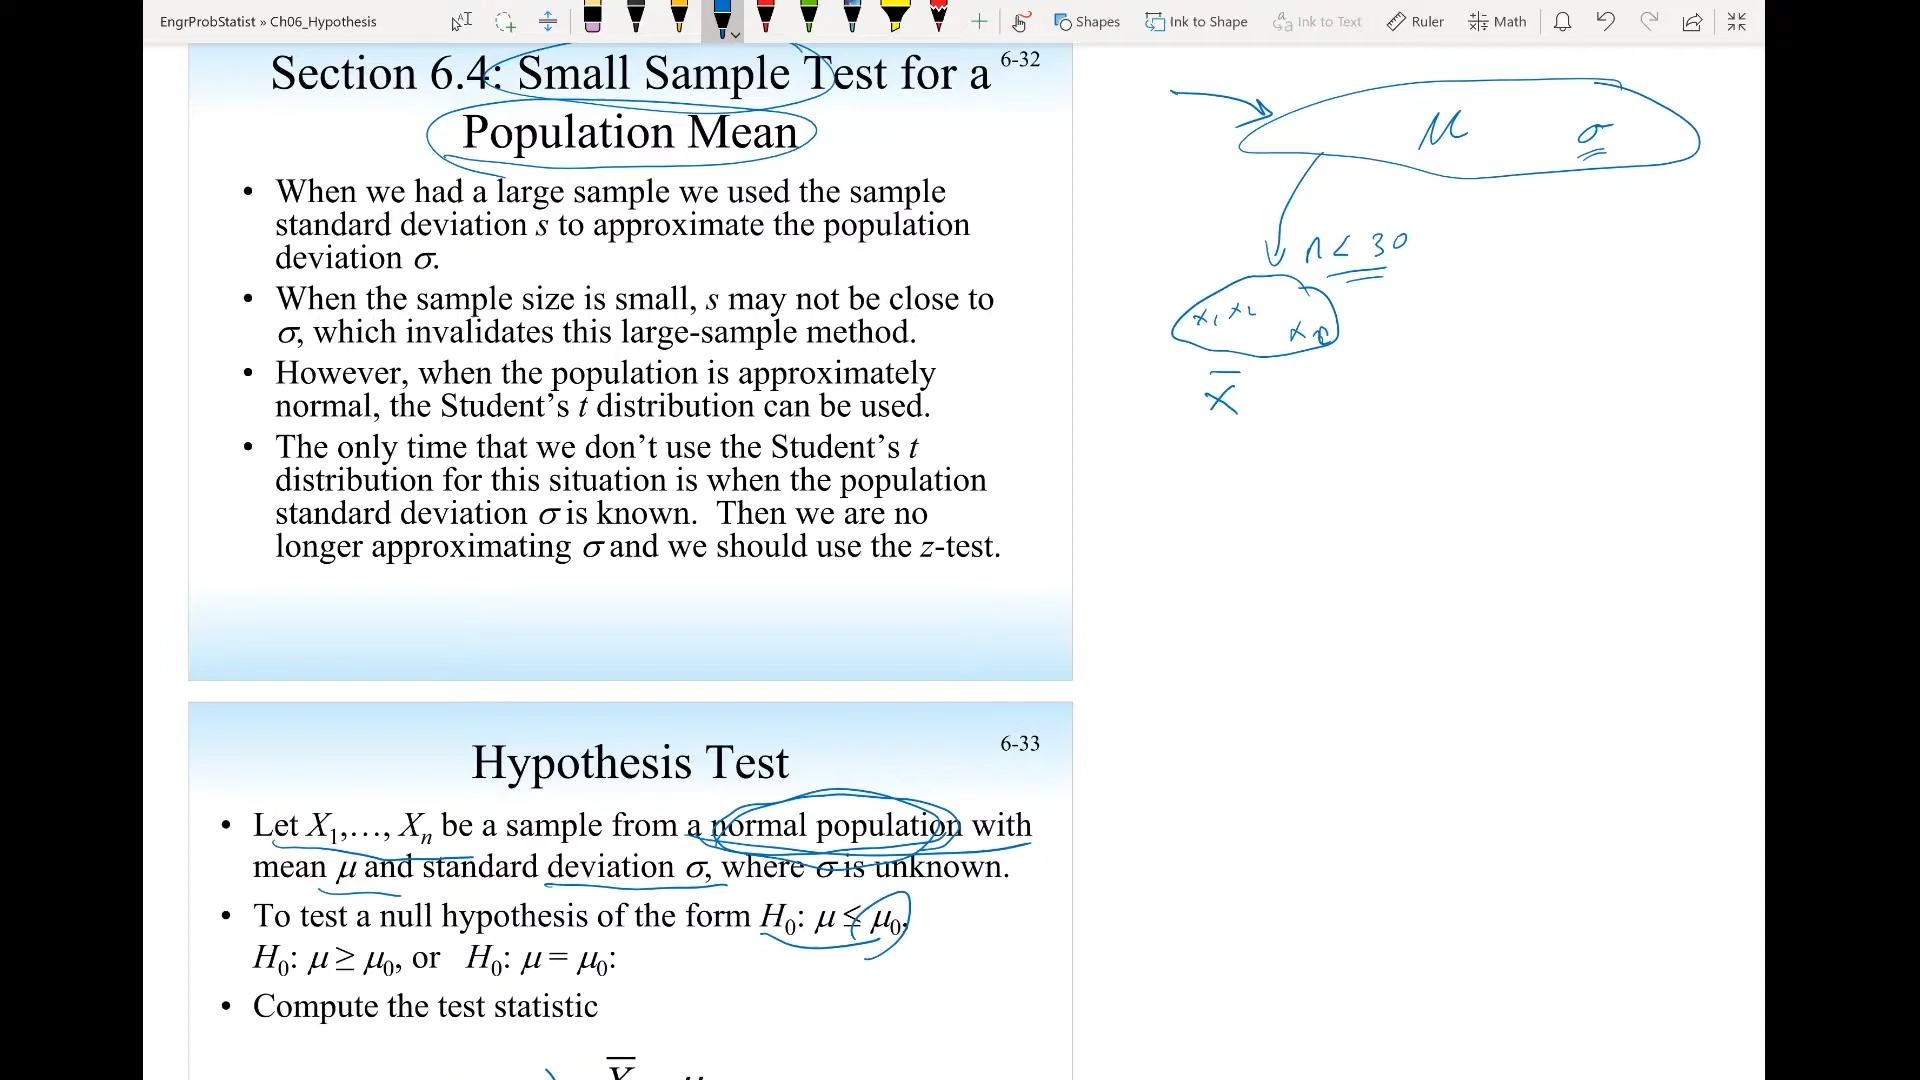 EngrProbStatist » Ch06_Hypothesis
Shapes
Ink to Shape
Ink to Text
Ruler
Math
6-32
Section 6.4: Small Sample Test for a
Population Mean
• When we had a large sample we used the sample
standard deviation s to approximate the population
deviation σ.
• When the sample size is small, s may not be close to
σ, which invalidates this large-sample method.
• However, when the population is approximately
normal, the Student’s t distribution can be used.
• The only time that we don’t use the Student’s t
distribution for this situation is when the population
standard deviation σ is known. Then we are no
longer approximating σ and we should use the z-test.
μ σ
n < 30
x₁ x₂ xₙ
x̅
6-33
Hypothesis Test
• Let X₁,…, Xₙ be a sample from a normal population with
mean μ and standard deviation σ, where σ is unknown.
• To test a null hypothesis of the form H₀: μ ≤ μ₀,
H₀: μ ≥ μ₀, or H₀: μ = μ₀:
• Compute the test statistic